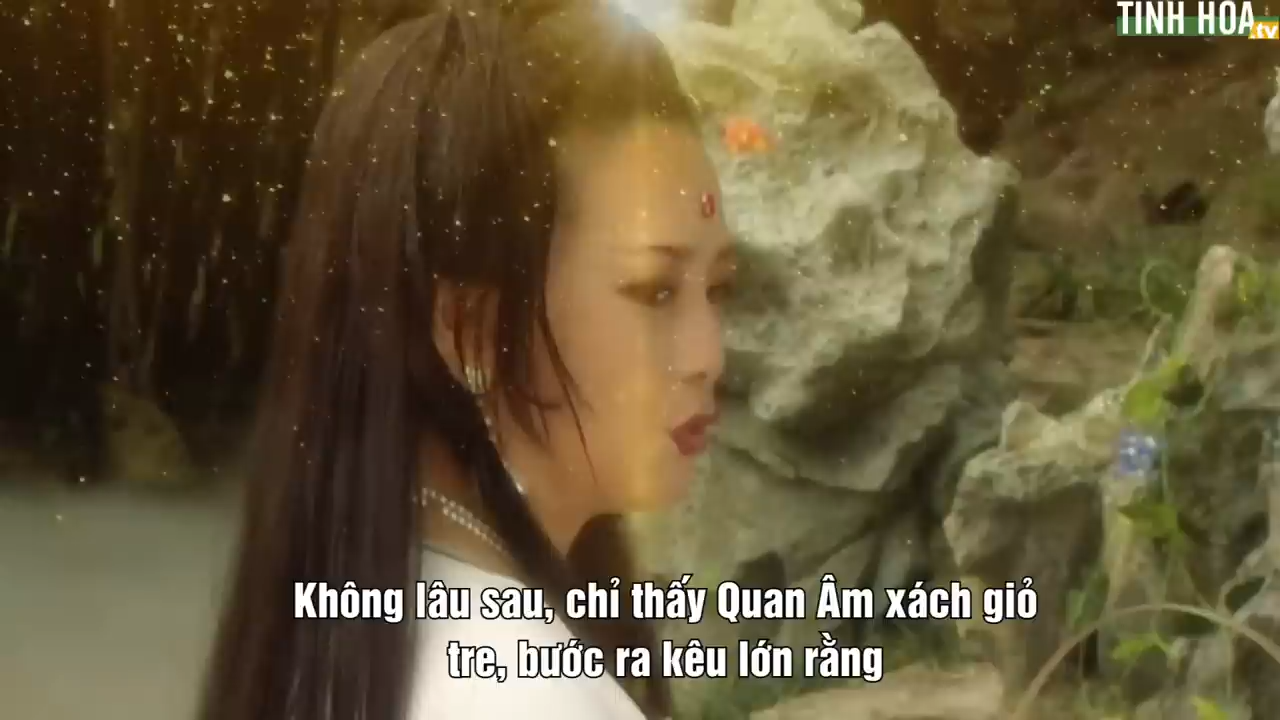 TINH HOA
.tv
Không lâu sau, chỉ thấy Quan Âm xách giỏ
tre, bước ra kêu lớn rằng